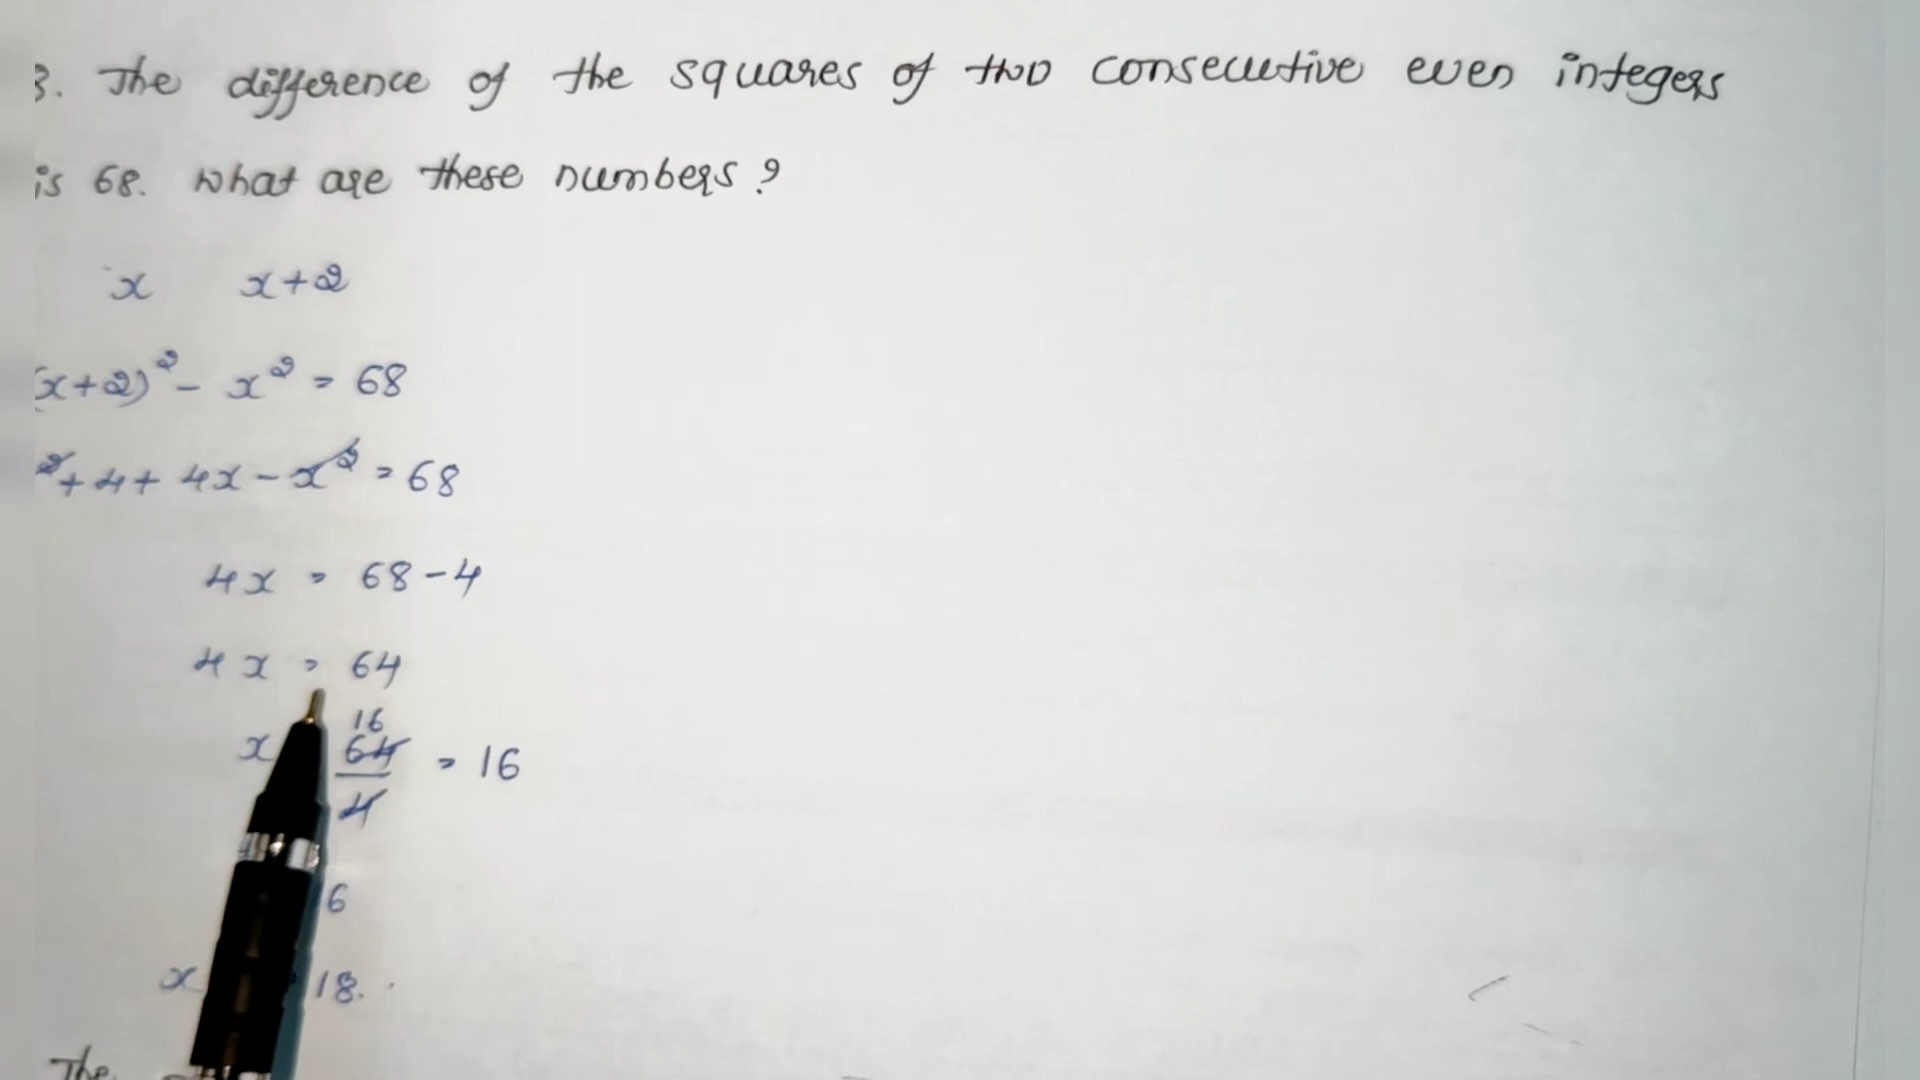 3. The difference of the squares of two consecutive even integers
is 68. What are these numbers?
x x+2
(x+2)² - x² = 68
² + 4 + 4x - x² = 68
4x = 68-4
4x = 64
16
x 64 = 16
4
6
x 18.
The